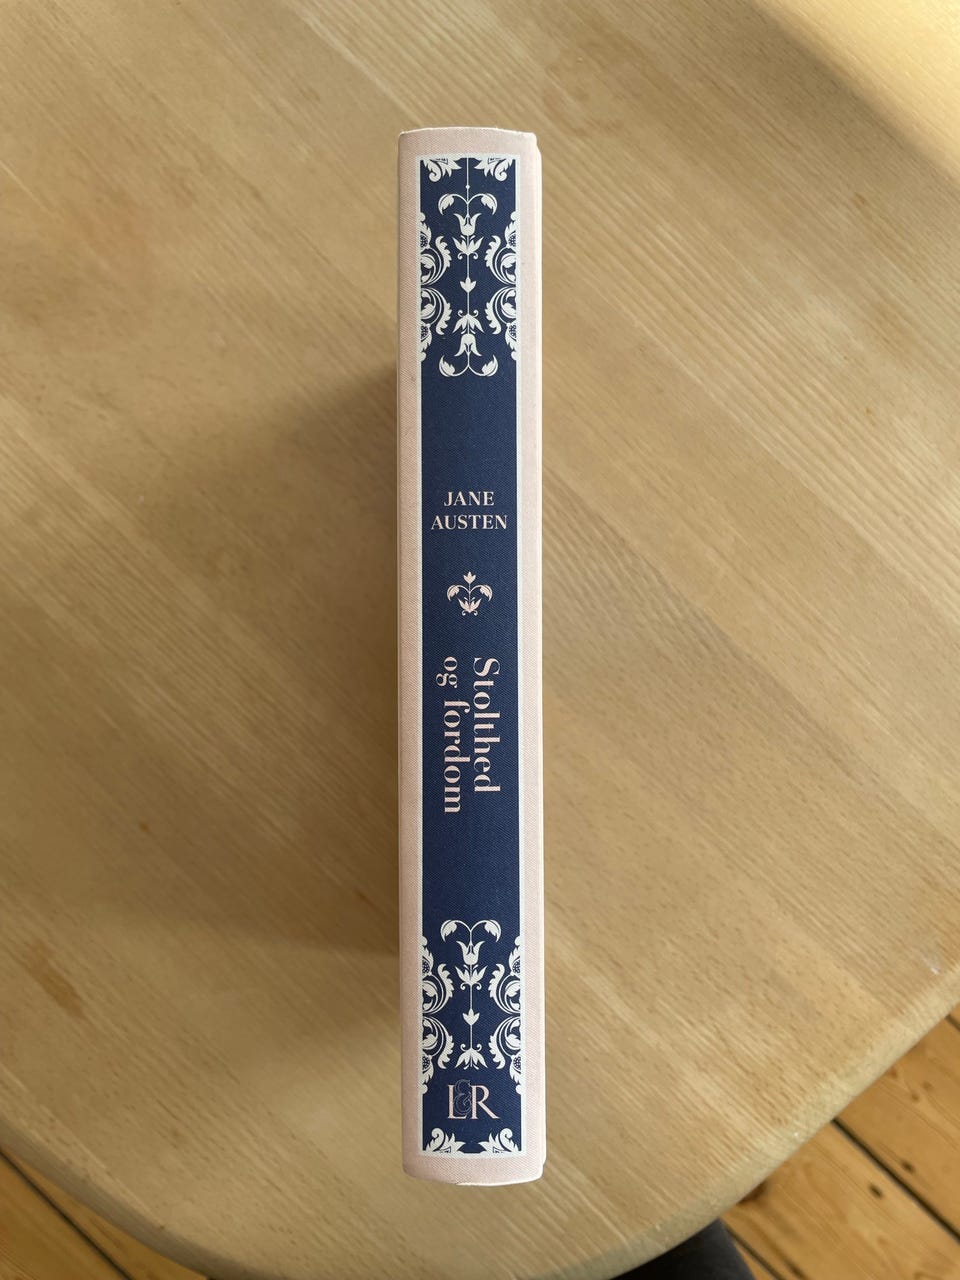 JANE
AUSTEN
Stolthed
og fordom
L&R